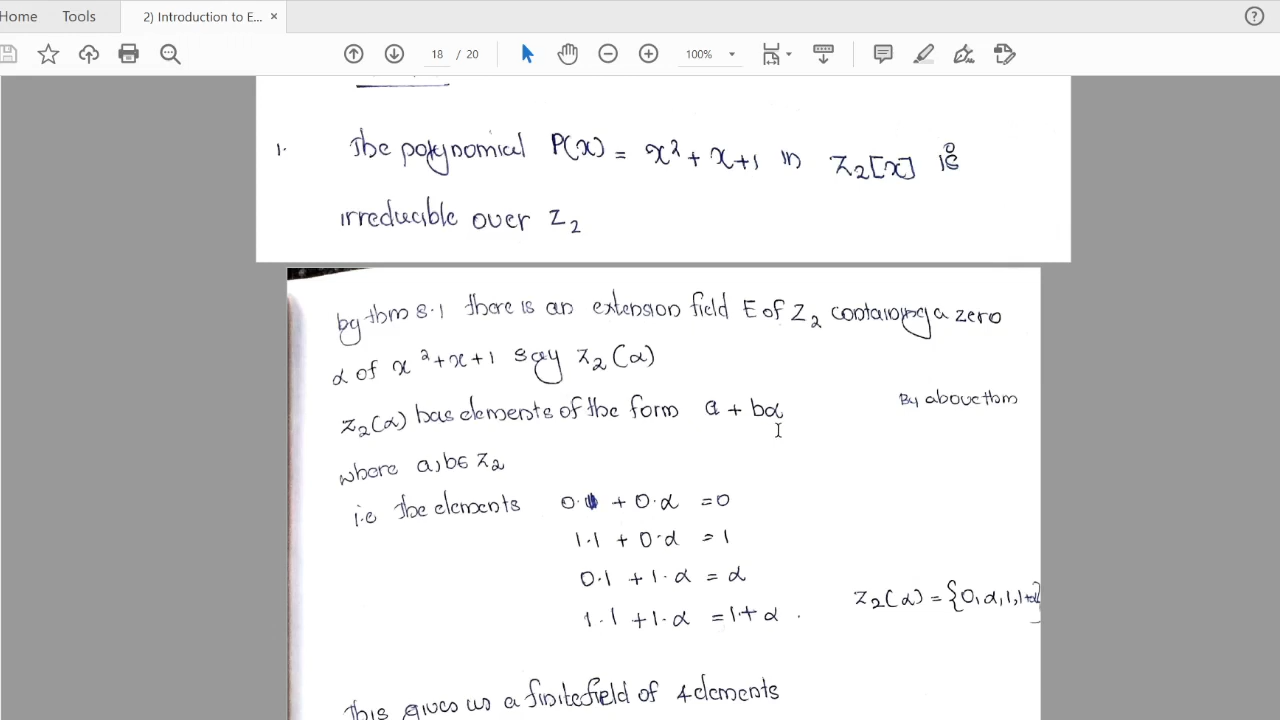 Home Tools 2) Introduction to E... ×
18 / 20 100%
1. The polynomial P(x) = x² + x+1 in Z₂[x] is
irreducible over Z₂
by thm 8.1 there is an extension field E of Z₂ containing a zero
α of x²+x+1 say Z₂(α)
Z₂(α) has elements of the form a + bα By above thm
where a,b∈ Z₂
i.e the elements 0.1 + 0.α =0
1.1 + 0.α = 1
0.1 + 1.α = α
1.1 +1.α =1+α .
Z₂(α) = {0,α,1,1+α}
This gives us a finite field of 4 elements